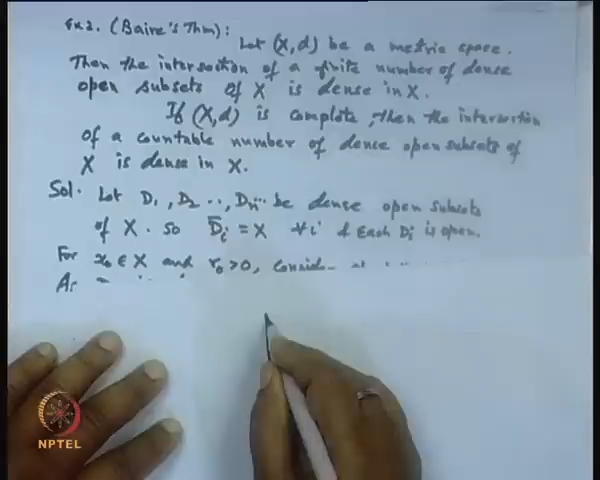 Ex 2. (Baire's Thm):
Let (X,d) be a metric space.
Then the intersection of a finite number of dense
open subsets of X is dense in X.
If (X,d) is complete, then the intersection
of a countable number of dense open subsets of
X is dense in X.
Sol. Let D₁, D₂ .., Dₙ.. be dense open subsets
of X. so D̄ᵢ = X ∀i & Each Dᵢ is open.
For x₀ ∈ X and r₀ > 0, Consider
As
NPTEL